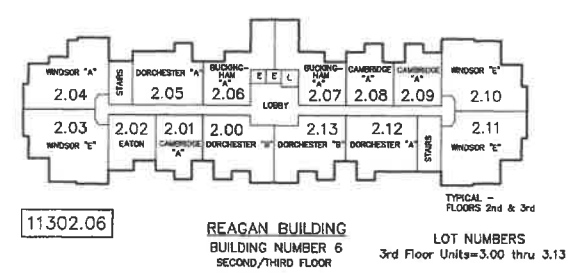 WINDSOR "A"
2.04
STAIRS
DORCHESTER "A"
2.05
BUCKING-
HAM "A"
2.06
E E L
LOBBY
BUCKING-
HAM
"A"
2.07
CAMBRIDGE
"A"
2.08
CAMBRIDGE
"A"
2.09
WINDSOR "E"
2.10
2.03
WINDSOR "E"
2.02
EATON
2.01
CAMBRIDGE
"A"
2.00
DORCHESTER "B"
2.13
DORCHESTER "B"
2.12
DORCHESTER "A"
STAIRS
2.11
WINDSOR "E"
TYPICAL -
FLOORS 2nd & 3rd
11302.06
REAGAN BUILDING
BUILDING NUMBER 6
SECOND/THIRD FLOOR
LOT NUMBERS
3rd Floor Units=3.00 thru 3.13